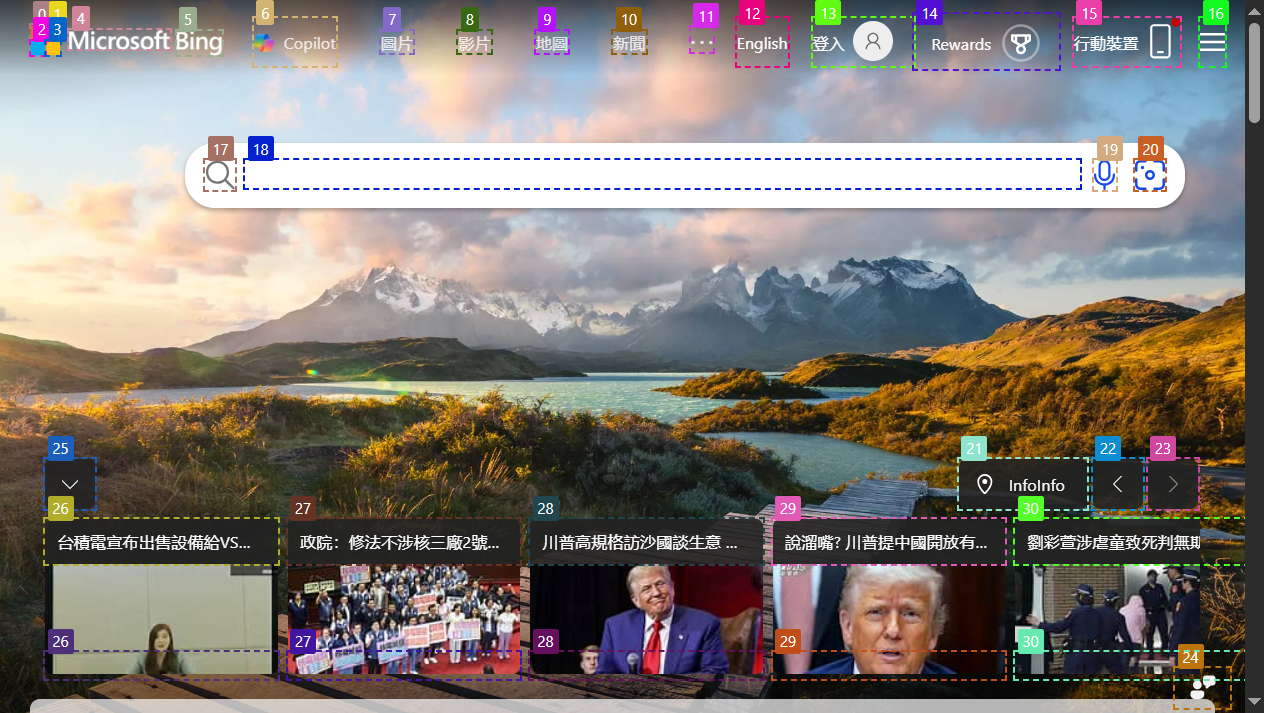 0
1
2
3
4
5
6
7
8
9
10
11
12
13
14
15
16
Microsoft Bing
Copilot
圖片
影片
地圖
新聞
English
登入
Rewards
行動裝置
17
18
19
20
21
22
23
25
InfoInfo
26
27
28
29
30
台積電宣布出售設備給VS...
政院：修法不涉核三廠2號...
川普高規格訪沙國談生意 ...
說溜嘴? 川普提中國開放有...
劉彩萱涉虐童致死判無期
26
27
28
29
30
24